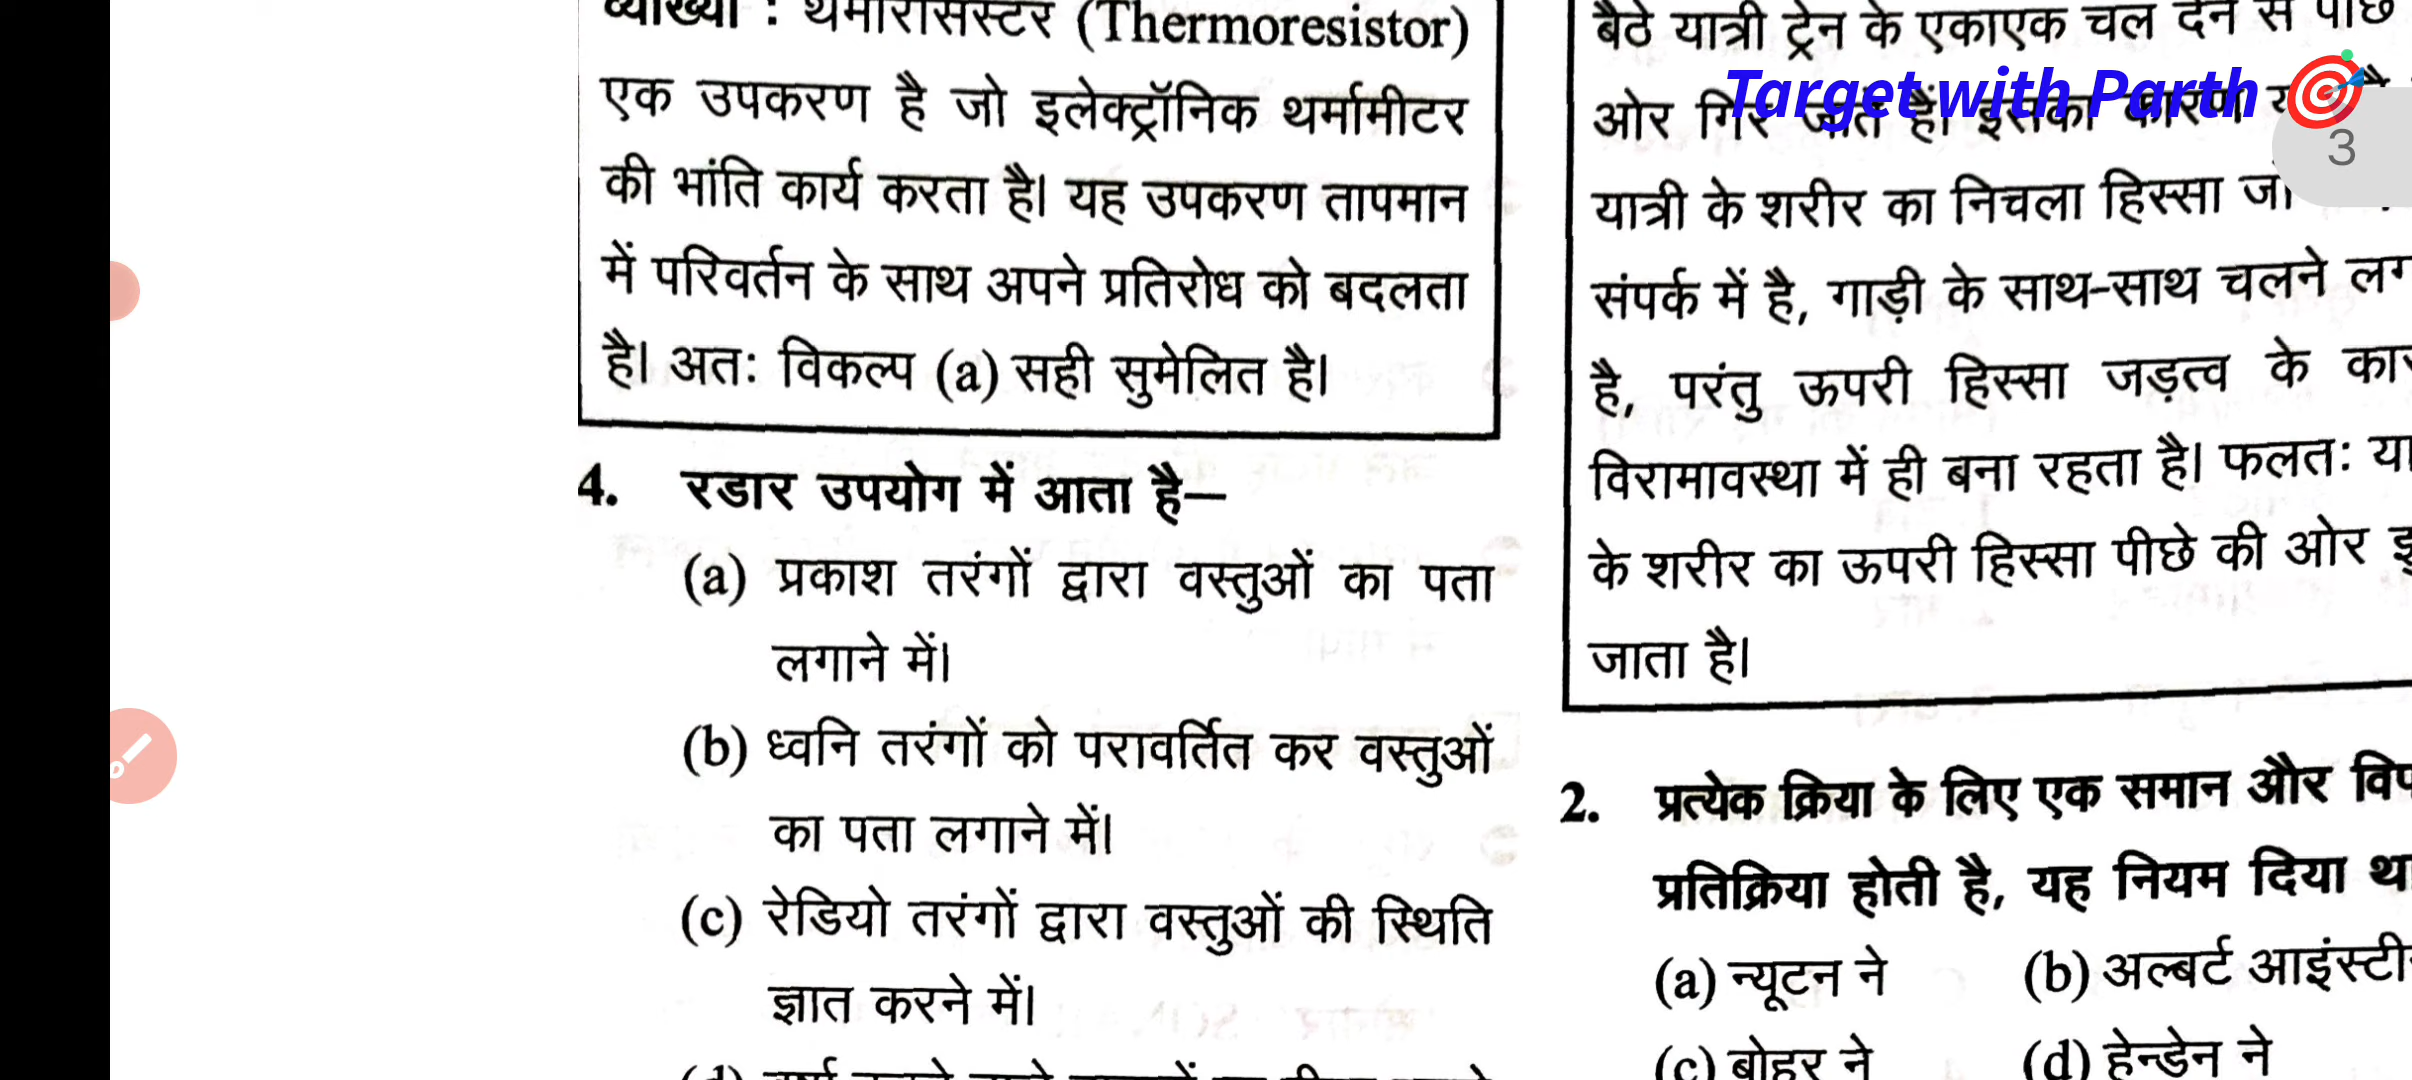 व्याख्या : थर्मोरेसिस्टर (Thermoresistor)
एक उपकरण है जो इलेक्ट्रॉनिक थर्मामीटर
की भांति कार्य करता है। यह उपकरण तापमान
में परिवर्तन के साथ अपने प्रतिरोध को बदलता
है। अतः विकल्प (a) सही सुमेलित है।
4. रडार उपयोग में आता है—
(a) प्रकाश तरंगों द्वारा वस्तुओं का पता
लगाने में।
(b) ध्वनि तरंगों को परावर्तित कर वस्तुओं
का पता लगाने में।
(c) रेडियो तरंगों द्वारा वस्तुओं की स्थिति
ज्ञात करने में।
बैठे यात्री ट्रेन के एकाएक चल देने से पीछे
Target with Parth
ओर गिर जाते हैं। इसका कारण
3
यात्री के शरीर का निचला हिस्सा जो
संपर्क में है, गाड़ी के साथ-साथ चलने
है, परंतु ऊपरी हिस्सा जड़त्व के
विरामावस्था में ही बना रहता है। फलतः
के शरीर का ऊपरी हिस्सा पीछे की ओर
जाता है।
2. प्रत्येक क्रिया के लिए एक समान और
प्रतिक्रिया होती है, यह नियम दिया
(a) न्यूटन ने (b) अल्बर्ट
(c) बोहर ने (d) हेन्डेन ने